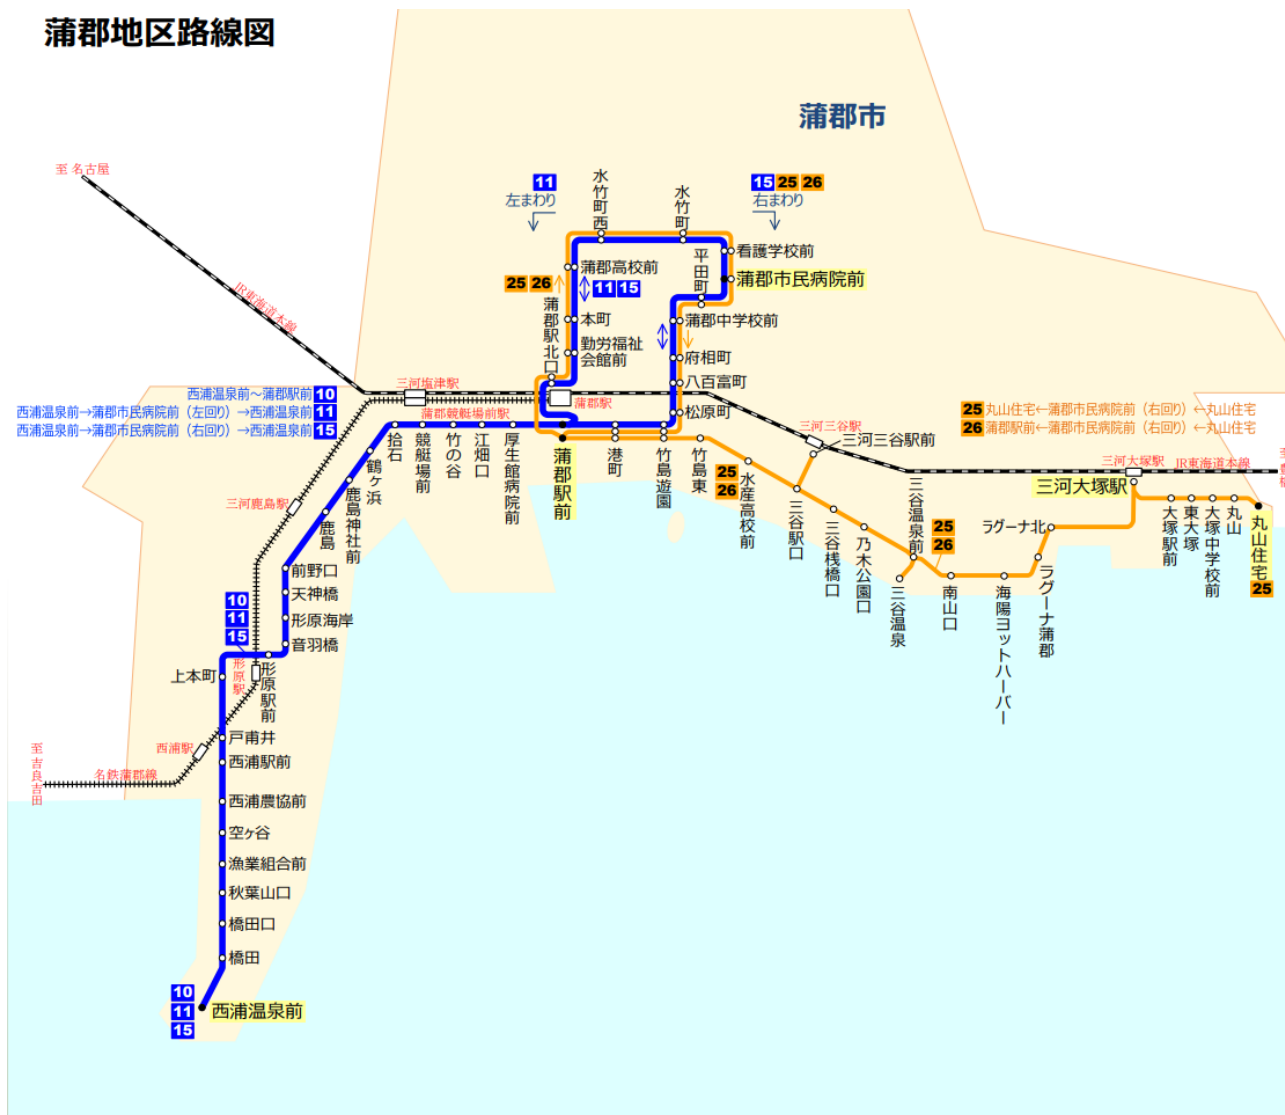 蒲郡地区路線図
蒲郡市
至 名古屋
JR東海道本線
11
左まわり
15 25 26
右まわり
水竹町西
水竹町
看護学校前
平田町
蒲郡市民病院前
蒲郡高校前
25 26
11 15
蒲郡駅北口
本町
勤労福祉
会館前
蒲郡中学校前
府相町
八百富町
松原町
三河塩津駅
蒲郡駅
蒲郡競艇場前駅
西浦温泉前～蒲郡駅前 10
西浦温泉前→蒲郡市民病院前（左回り）→西浦温泉前 11
西浦温泉前→蒲郡市民病院前（右回り）→西浦温泉前 15
25 丸山住宅←蒲郡市民病院前（右回り）←丸山住宅
26 蒲郡駅前←蒲郡市民病院前（右回り）←丸山住宅
三河三谷駅
三河三谷駅前
三河大塚駅
JR東海道本線
至 豊橋
三河大塚駅
拾石
競艇場前
竹の谷
江畑口
厚生館病院前
蒲郡駅前
港町
竹島遊園
竹島東
25
26
水産高校前
三谷駅口
三谷桟橋口
乃木公園口
三谷温泉前
三谷温泉
25
26
南山口
海陽ヨットハーバー
ラグーナ蒲郡
ラグーナ北
大塚駅前
東大塚
大塚中学校前
丸山
丸山住宅
25
鶴ヶ浜
鹿島神社前
鹿島
三河鹿島駅
前野口
天神橋
形原海岸
音羽橋
10
11
15
形原駅
形原駅前
上本町
西浦駅
至 吉良吉田
名鉄蒲郡線
戸甫井
西浦駅前
西浦農協前
空ヶ谷
漁業組合前
秋葉山口
橋田口
橋田
10
11
15
西浦温泉前